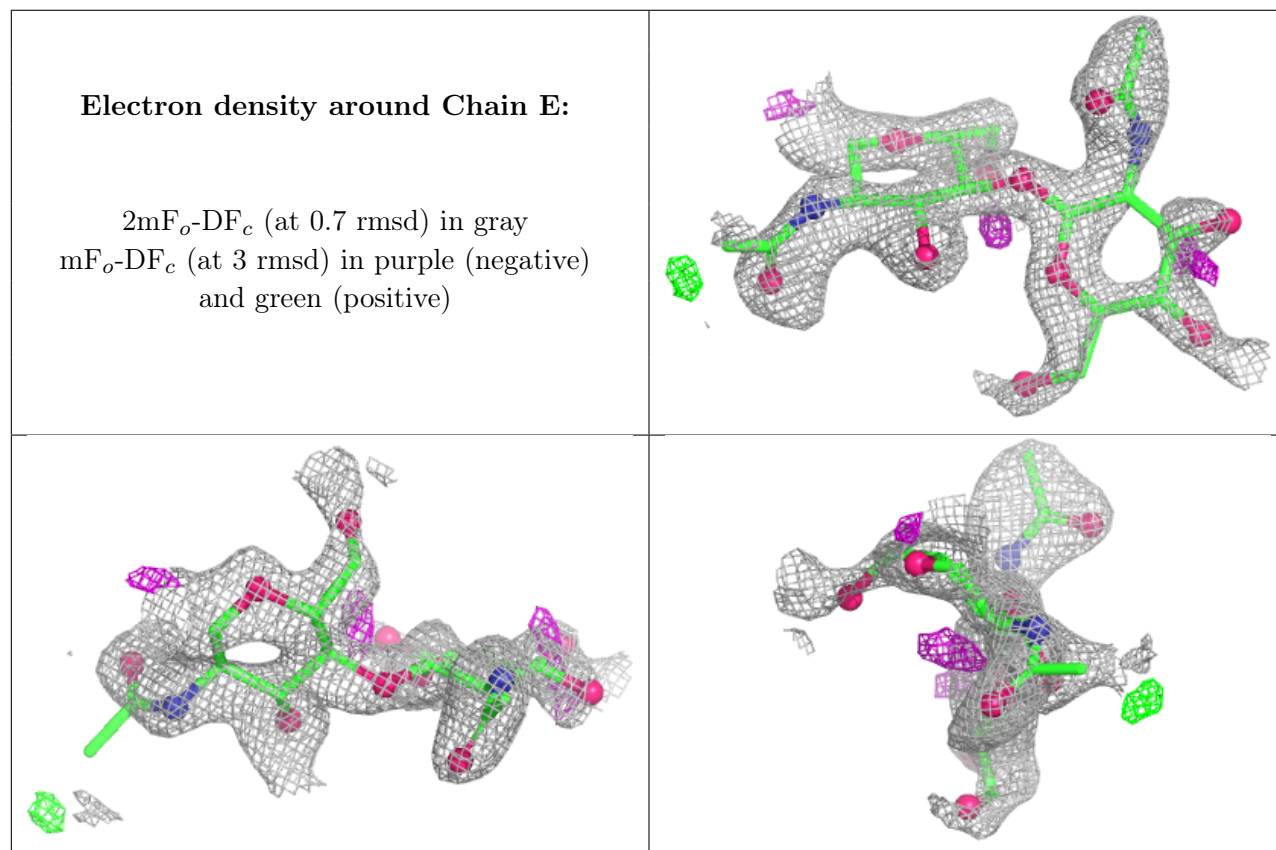 Electron density around Chain E:
2mFₒ-DF𝒸 (at 0.7 rmsd) in gray
mFₒ-DF𝒸 (at 3 rmsd) in purple (negative)
and green (positive)